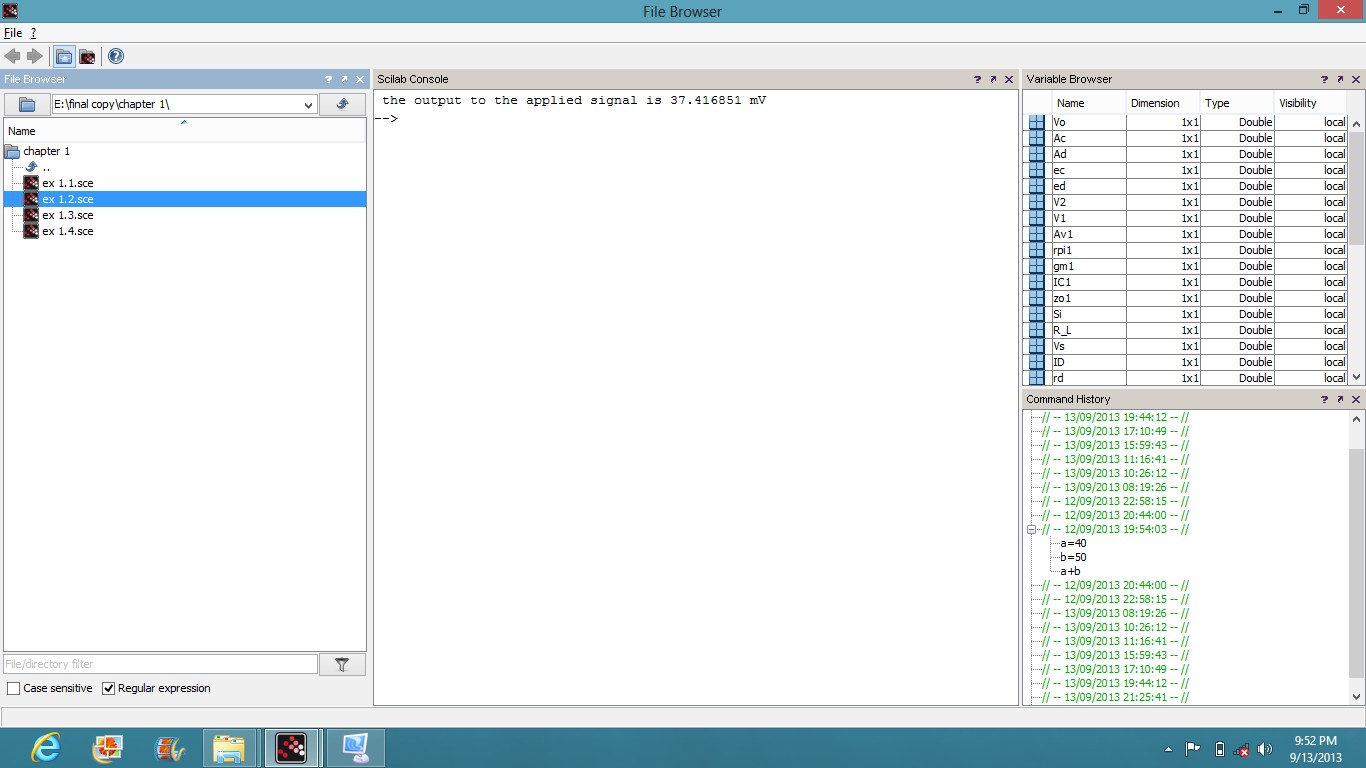 File Browser
File ?
File Browser ?
E:\final copy\chapter 1\
Name
chapter 1
..
ex 1.1.sce
ex 1.2.sce
ex 1.3.sce
ex 1.4.sce
File/directory filter
Case sensitive Regular expression
Scilab Console ?
the output to the applied signal is 37.416851 mV
-->
Variable Browser ?
Name Dimension Type Visibility
Vo 1x1 Double local
Ac 1x1 Double local
Ad 1x1 Double local
ec 1x1 Double local
ed 1x1 Double local
V2 1x1 Double local
V1 1x1 Double local
Av1 1x1 Double local
rpi1 1x1 Double local
gm1 1x1 Double local
IC1 1x1 Double local
zo1 1x1 Double local
Si 1x1 Double local
R_L 1x1 Double local
Vs 1x1 Double local
ID 1x1 Double local
rd 1x1 Double local
Command History ?
// -- 13/09/2013 19:44:12 -- //
// -- 13/09/2013 17:10:49 -- //
// -- 13/09/2013 15:59:43 -- //
// -- 13/09/2013 11:16:41 -- //
// -- 13/09/2013 10:26:12 -- //
// -- 13/09/2013 08:19:26 -- //
// -- 12/09/2013 22:58:15 -- //
// -- 12/09/2013 20:44:00 -- //
// -- 12/09/2013 19:54:03 -- //
a=40
b=50
a+b
// -- 12/09/2013 20:44:00 -- //
// -- 12/09/2013 22:58:15 -- //
// -- 13/09/2013 08:19:26 -- //
// -- 13/09/2013 10:26:12 -- //
// -- 13/09/2013 11:16:41 -- //
// -- 13/09/2013 15:59:43 -- //
// -- 13/09/2013 17:10:49 -- //
// -- 13/09/2013 19:44:12 -- //
// -- 13/09/2013 21:25:41 -- //
9:52 PM
9/13/2013